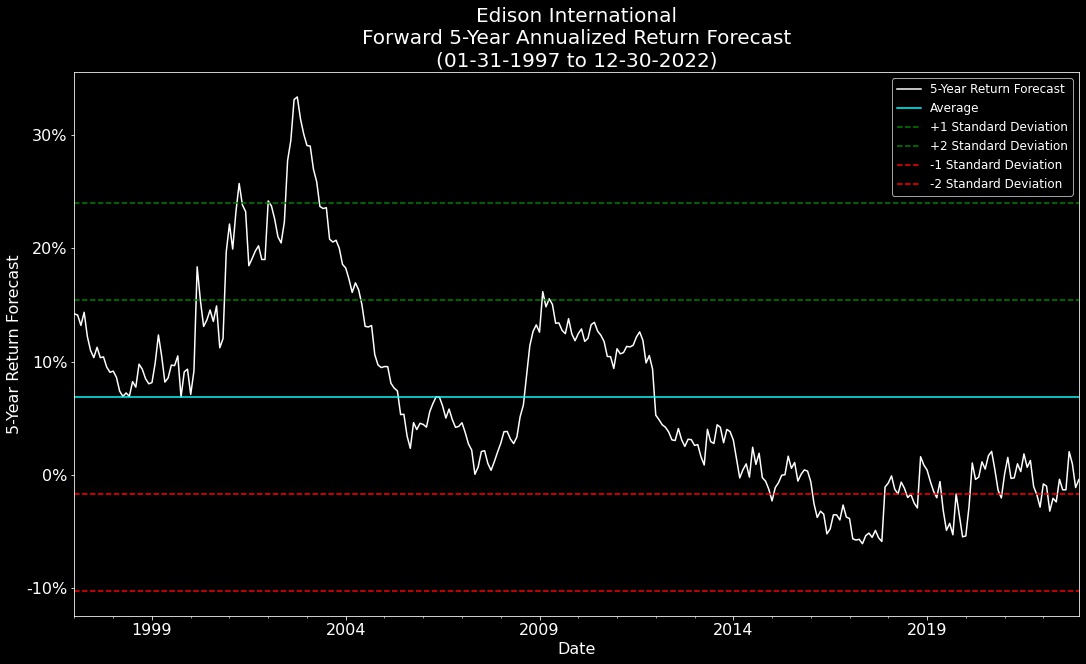 Edison International
Forward 5-Year Annualized Return Forecast
(01-31-1997 to 12-30-2022)
5-Year Return Forecast
Average
+1 Standard Deviation
+2 Standard Deviation
-1 Standard Deviation
-2 Standard Deviation
5-Year Return Forecast
30%
20%
10%
0%
-10%
1999
2004
2009
2014
2019
Date